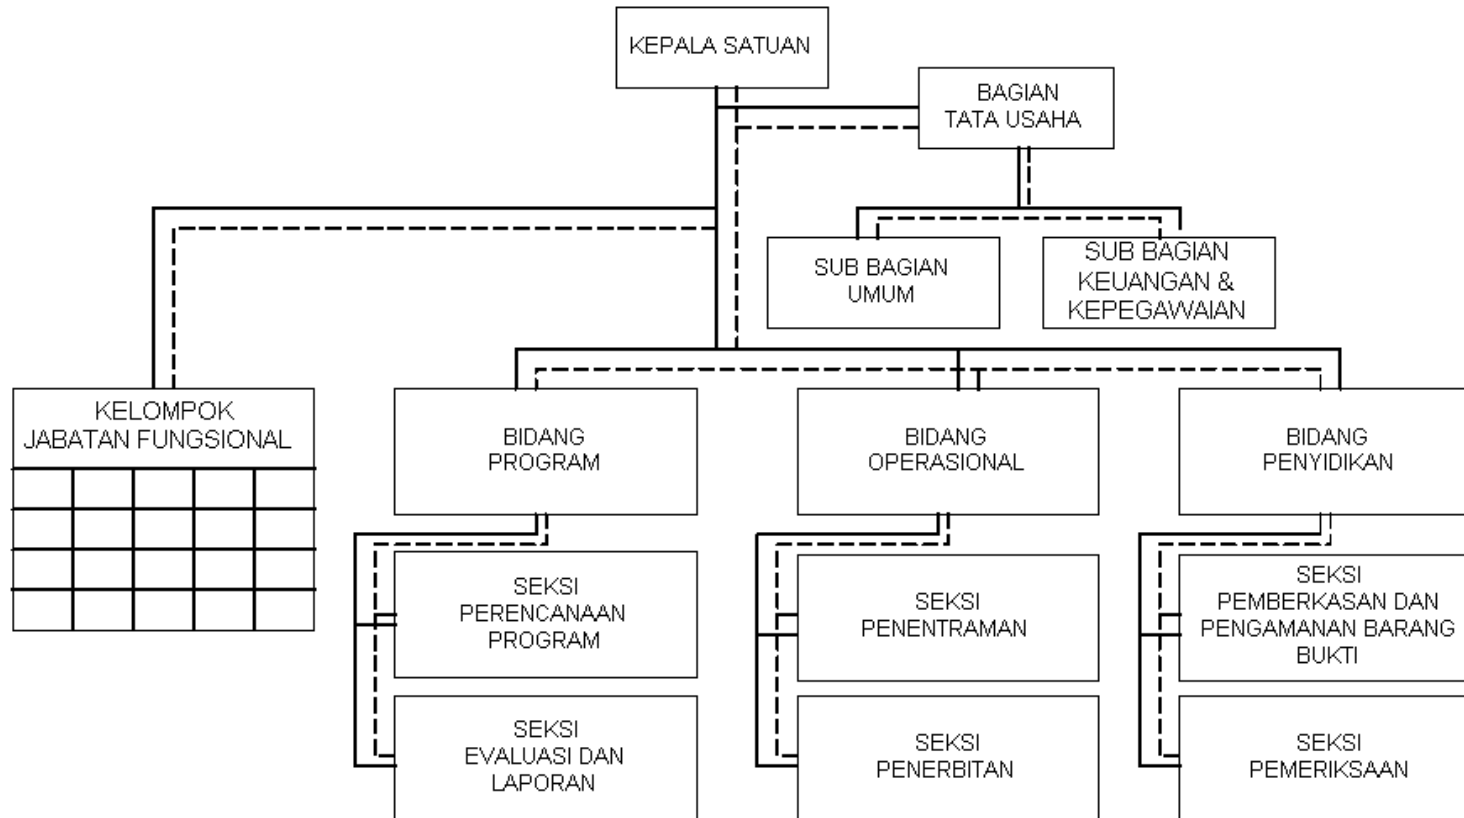 KEPALA SATUAN
BAGIAN
TATA USAHA
SUB BAGIAN
UMUM
SUB BAGIAN
KEUANGAN &
KEPEGAWAIAN
KELOMPOK
JABATAN FUNGSIONAL
BIDANG
PROGRAM
BIDANG
OPERASIONAL
BIDANG
PENYIDIKAN
SEKSI
PERENCANAAN
PROGRAM
SEKSI
PENENTRAMAN
SEKSI
PEMBERKASAN DAN
PENGAMANAN BARANG
BUKTI
SEKSI
EVALUASI DAN
LAPORAN
SEKSI
PENERBITAN
SEKSI
PEMERIKSAAN